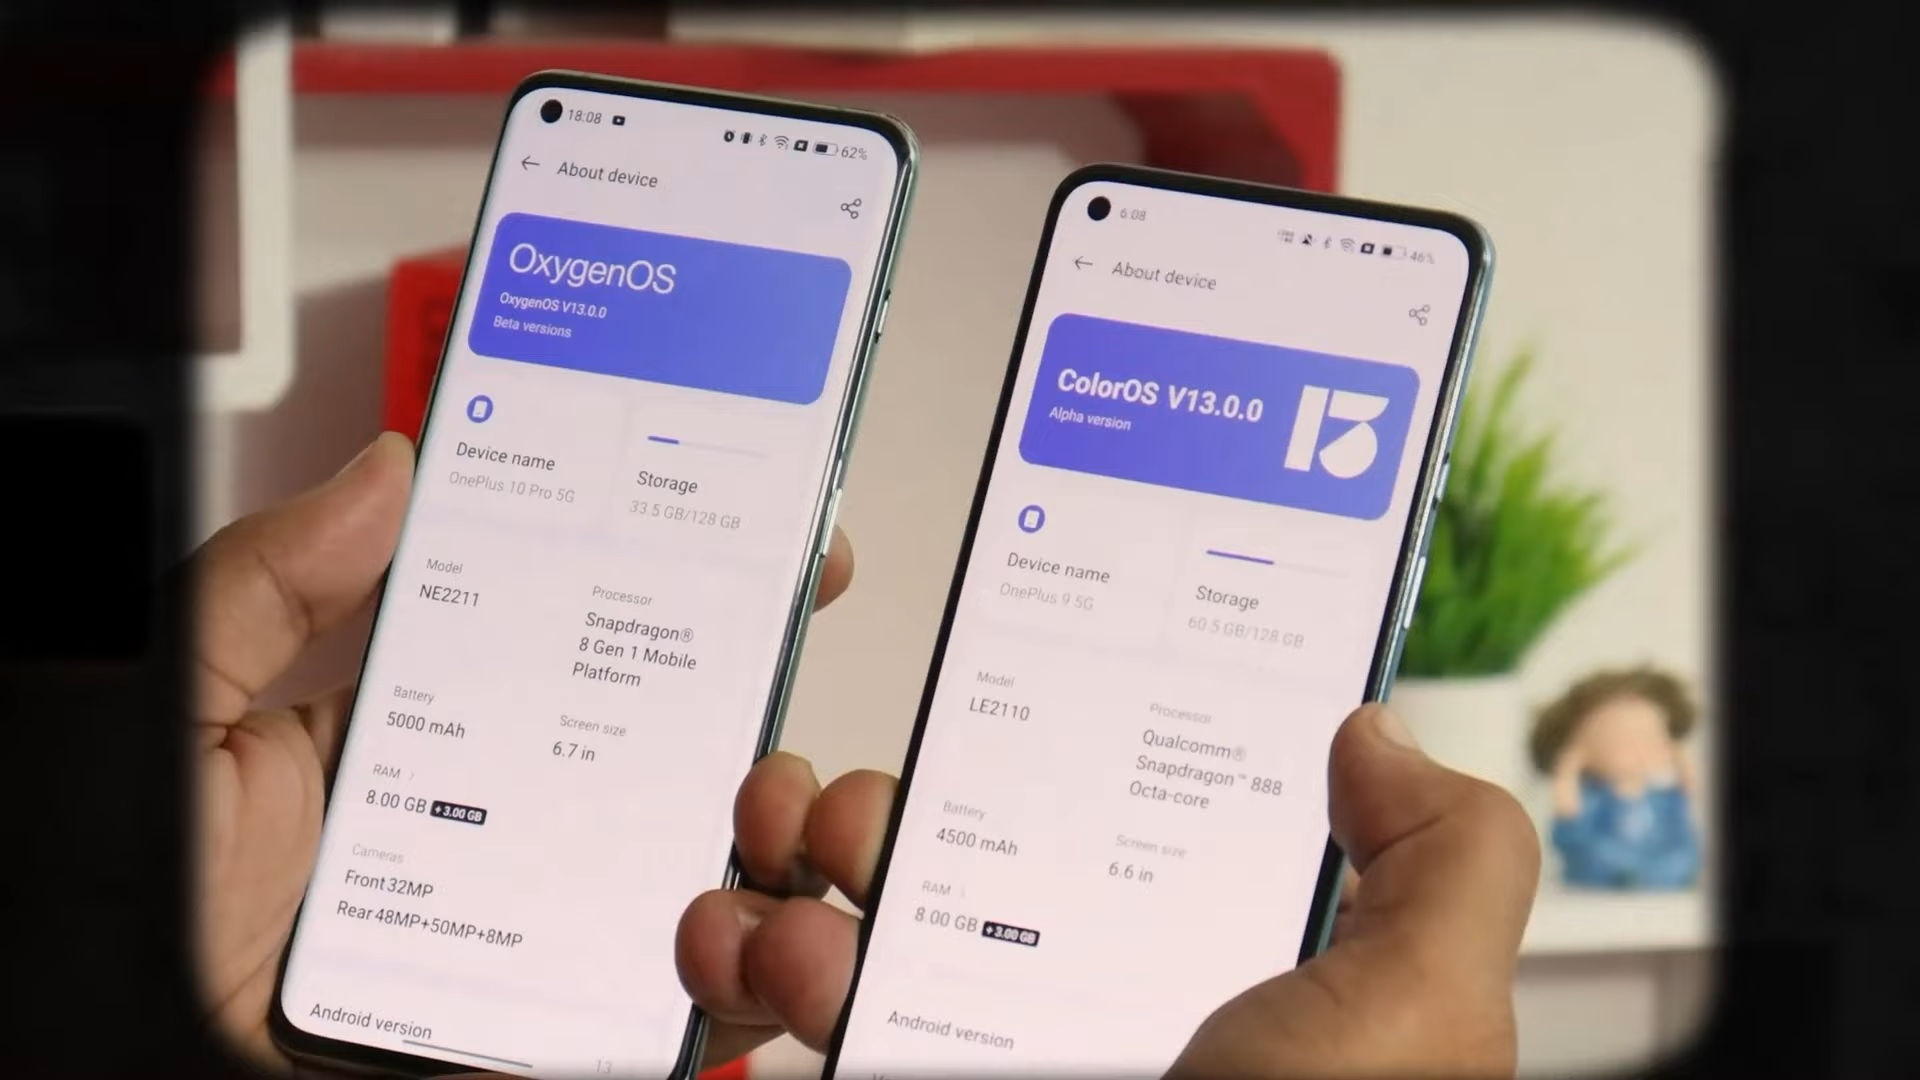 18:08
62%
About device
OxygenOS
OxygenOS V13.0.0
Beta versions
Device name
OnePlus 10 Pro 5G
Storage
33.5 GB/128 GB
Model
NE2211
Processor
Snapdragon®
8 Gen 1 Mobile
Platform
Battery
5000 mAh
Screen size
6.7 in
RAM
8.00 GB +3.00 GB
Cameras
Front 32MP
Rear 48MP+50MP+8MP
Android version
13
6:08
46%
About device
ColorOS V13.0.0
Alpha version
13
Device name
OnePlus 9 5G
Storage
60.5 GB/128 GB
Model
LE2110
Processor
Qualcomm®
Snapdragon™ 888
Octa-core
Battery
4500 mAh
Screen size
6.6 in
RAM
8.00 GB +3.00 GB
Android version